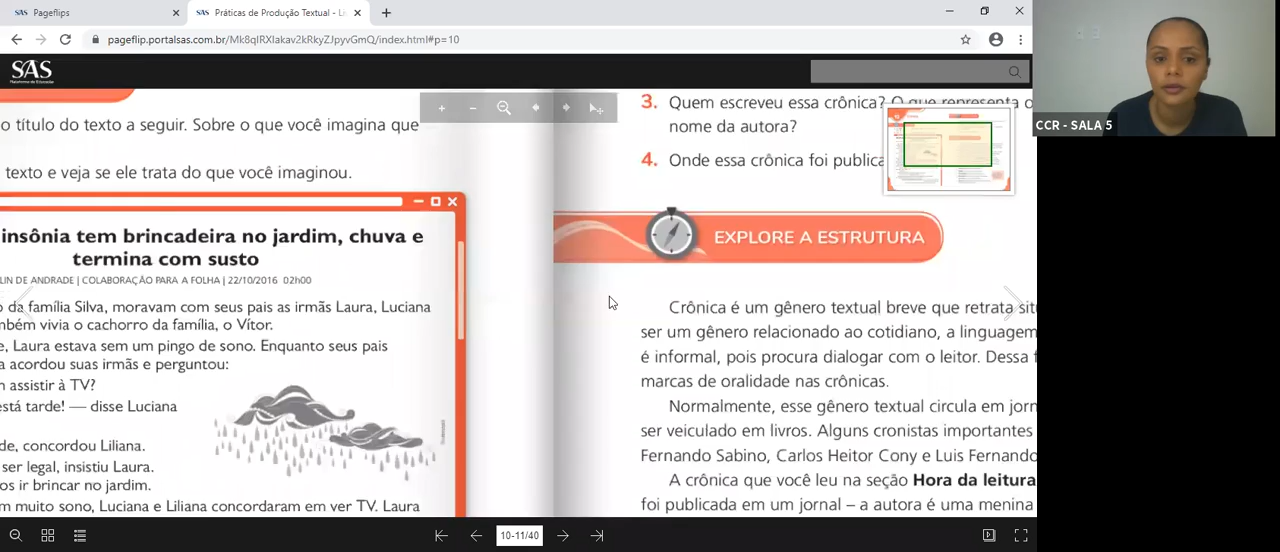 SAS Pageflips
SAS Práticas de Produção Textual - Li
pageflip.portalsas.com.br/Mk8qIRXIakav2kRkyZJpyvGmQ/index.html#p=10
SAS
Plataforma de Educação
o título do texto a seguir. Sobre o que você imagina que
texto e veja se ele trata do que você imaginou.
insônia tem brincadeira no jardim, chuva e
termina com susto
LIN DE ANDRADE | COLABORAÇÃO PARA A FOLHA | 22/10/2016 02h00
o da família Silva, moravam com seus pais as irmãs Laura, Luciana
mbém vivia o cachorro da família, o Vítor.
e, Laura estava sem um pingo de sono. Enquanto seus pais
a acordou suas irmãs e perguntou:
m assistir à TV?
está tarde! — disse Luciana
de, concordou Liliana.
ser legal, insistiu Laura.
os ir brincar no jardim.
m muito sono, Luciana e Liliana concordaram em ver TV. Laura
3. Quem escreveu essa crônica? O que representa o
nome da autora?
4. Onde essa crônica foi publica
EXPLORE A ESTRUTURA
Crônica é um gênero textual breve que retrata sit
ser um gênero relacionado ao cotidiano, a linguagem
é informal, pois procura dialogar com o leitor. Dessa f
marcas de oralidade nas crônicas.
Normalmente, esse gênero textual circula em jorn
ser veiculado em livros. Alguns cronistas importantes
Fernando Sabino, Carlos Heitor Cony e Luis Fernando
A crônica que você leu na seção Hora da leitura
foi publicada em um jornal – a autora é uma menina
10-11/40
CCR - SALA 5